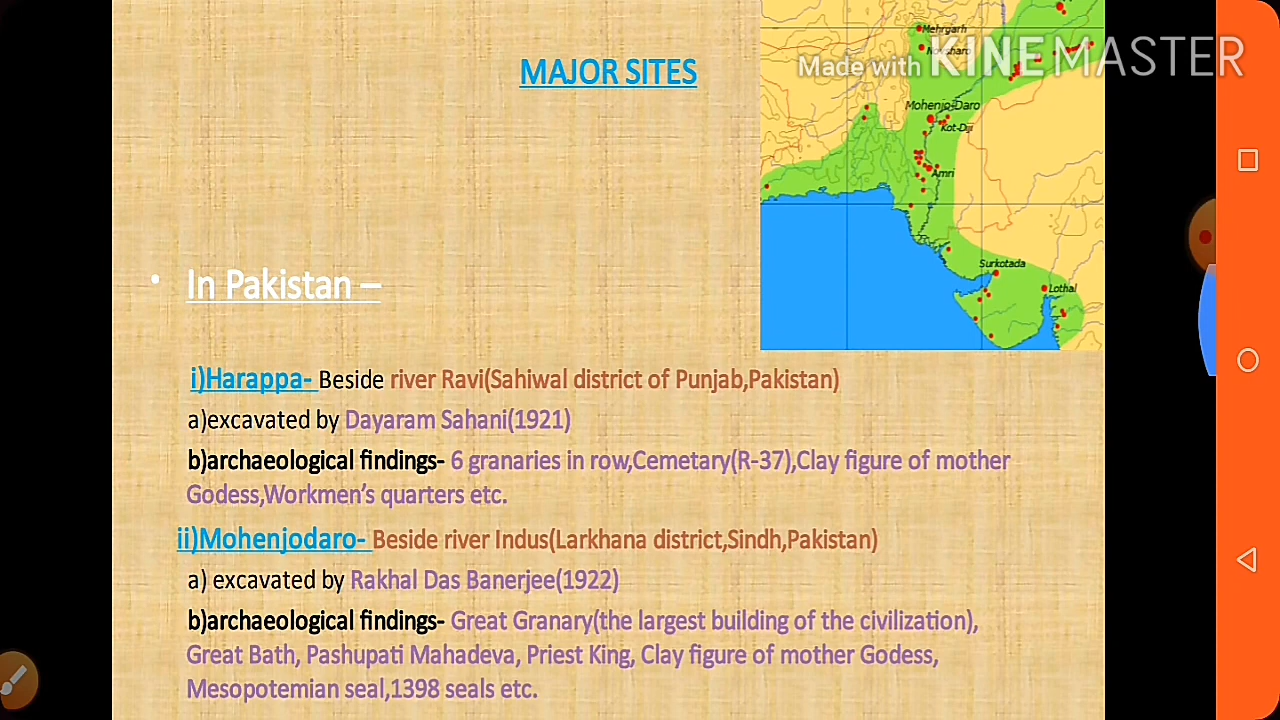 MAJOR SITES
Made with KINEMASTER
Mehrgarh
Nausharo
Mohenjo-Daro
Kot-Diji
Amri
Surkotada
Lothal
• In Pakistan –
i)Harappa- Beside river Ravi(Sahiwal district of Punjab,Pakistan)
a)excavated by Dayaram Sahani(1921)
b)archaeological findings- 6 granaries in row,Cemetary(R-37),Clay figure of mother
Godess,Workmen’s quarters etc.
ii)Mohenjodaro- Beside river Indus(Larkhana district,Sindh,Pakistan)
a) excavated by Rakhal Das Banerjee(1922)
b)archaeological findings- Great Granary(the largest building of the civilization),
Great Bath, Pashupati Mahadeva, Priest King, Clay figure of mother Godess,
Mesopotemian seal,1398 seals etc.